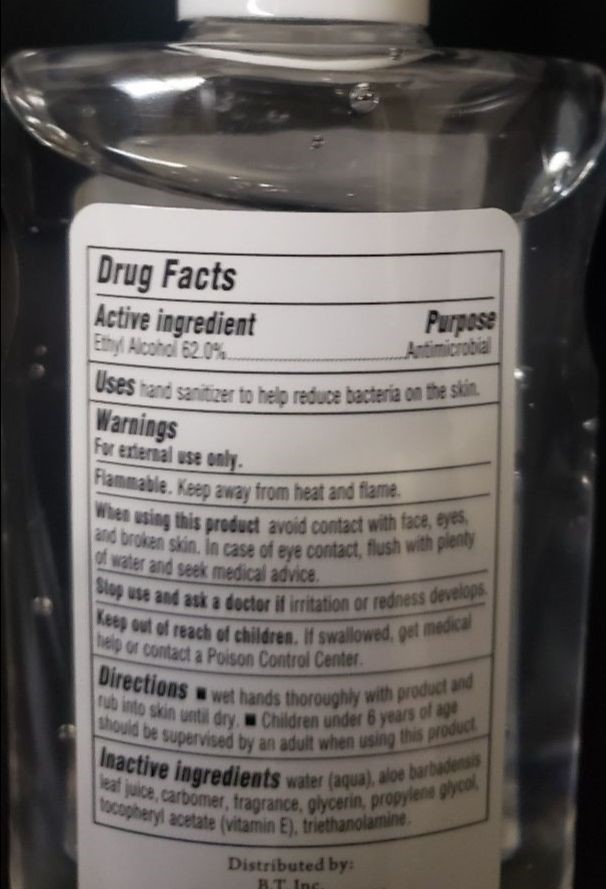 Drug Facts
Active ingredient Purpose
Ethyl Alcohol 62.0%..........Antimicrobial
Uses hand sanitizer to help reduce bacteria on the skin.
Warnings
For external use only.
Flammable. Keep away from heat and flame.
When using this product avoid contact with face, eyes,
and broken skin. In case of eye contact, flush with plenty
of water and seek medical advice.
Stop use and ask a doctor if irritation or redness develops.
Keep out of reach of children. If swallowed, get medical
help or contact a Poison Control Center.
Directions ■ wet hands thoroughly with product and
rub into skin until dry. ■ Children under 6 years of age
should be supervised by an adult when using this product.
Inactive ingredients water (aqua), aloe barbadensis
leaf juice, carbomer, fragrance, glycerin, propylene glycol,
tocopheryl acetate (vitamin E), triethanolamine.
Distributed by:
B.T. Inc.